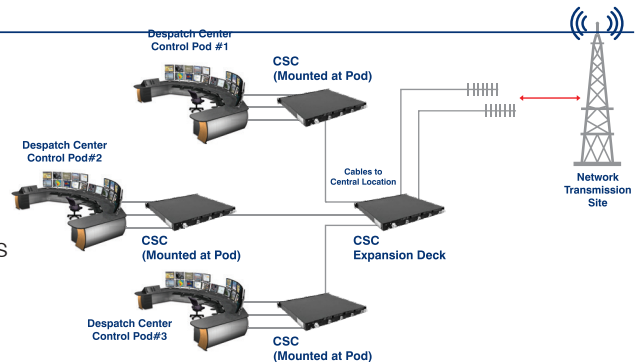 Despatch Center
Control Pod #1
CSC
(Mounted at Pod)
Despatch Center
Control Pod#2
Cables to
Central Location
Network
Transmission
Site
CSC
(Mounted at Pod)
CSC
Expansion Deck
S
Despatch Center
Control Pod#3
CSC
(Mounted at Pod)